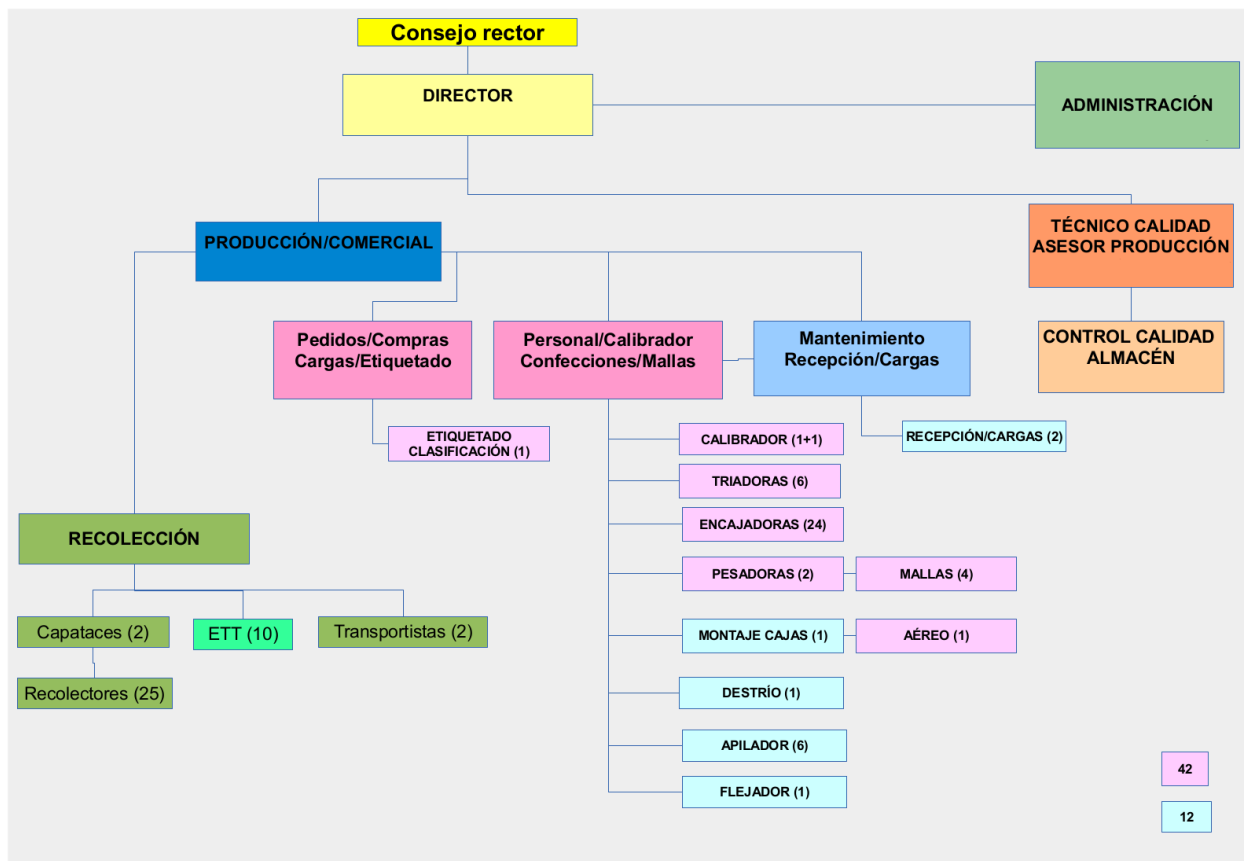 Consejo rector
DIRECTOR
ADMINISTRACIÓN
PRODUCCIÓN/COMERCIAL
TÉCNICO CALIDAD
ASESOR PRODUCCIÓN
Pedidos/Compras
Cargas/Etiquetado
Personal/Calibrador
Confecciones/Mallas
Mantenimiento
Recepción/Cargas
CONTROL CALIDAD
ALMACÉN
ETIQUETADO
CLASIFICACIÓN (1)
CALIBRADOR (1+1)
RECEPCIÓN/CARGAS (2)
TRIADORAS (6)
ENCAJADORAS (24)
RECOLECCIÓN
PESADORAS (2)
MALLAS (4)
Capataces (2)
ETT (10)
Transportistas (2)
MONTAJE CAJAS (1)
AÉREO (1)
Recolectores (25)
DESTRÍO (1)
APILADOR (6)
FLEJADOR (1)
42
12